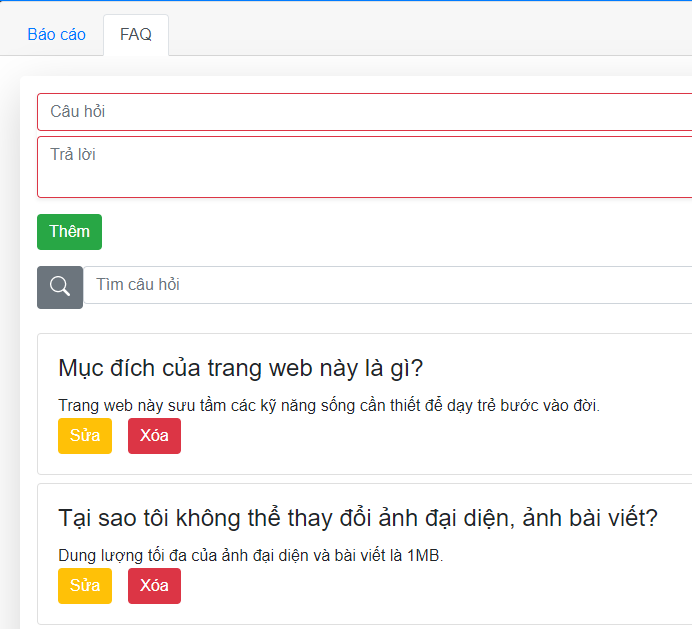 Báo cáo FAQ
Câu hỏi
Trả lời
Thêm
Tìm câu hỏi
Mục đích của trang web này là gì?
Trang web này sưu tầm các kỹ năng sống cần thiết để dạy trẻ bước vào đời.
Sửa Xóa
Tại sao tôi không thể thay đổi ảnh đại diện, ảnh bài viết?
Dung lượng tối đa của ảnh đại diện và bài viết là 1MB.
Sửa Xóa